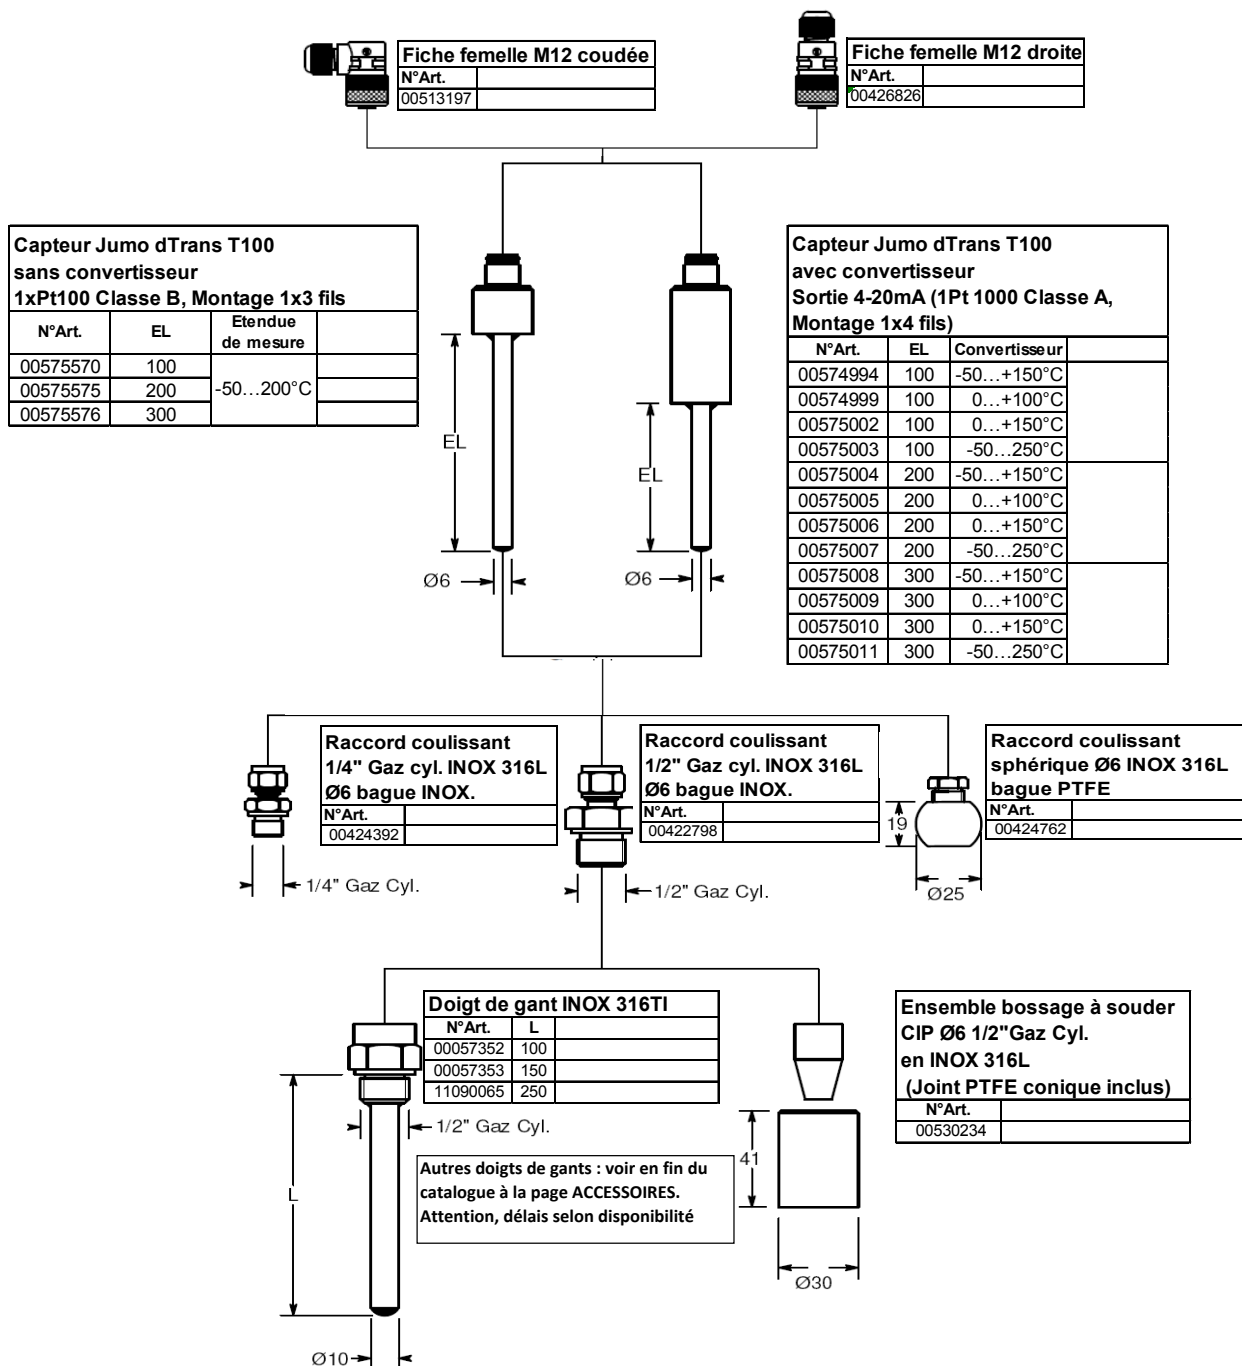 Fiche femelle M12 coudée
N°Art.
00513197
Fiche femelle M12 droite
N°Art.
00426826
Capteur Jumo dTrans T100
sans convertisseur
1xPt100 Classe B, Montage 1x3 fils
N°Art. EL Etendue de mesure
00575570 100
00575575 200 -50...200°C
00575576 300
EL
Ø6
EL
Ø6
Capteur Jumo dTrans T100
avec convertisseur
Sortie 4-20mA (1Pt 1000 Classe A,
Montage 1x4 fils)
N°Art. EL Convertisseur
00574994 100 -50...+150°C
00574999 100 0...+100°C
00575002 100 0...+150°C
00575003 100 -50...250°C
00575004 200 -50...+150°C
00575005 200 0...+100°C
00575006 200 0...+150°C
00575007 200 -50...250°C
00575008 300 -50...+150°C
00575009 300 0...+100°C
00575010 300 0...+150°C
00575011 300 -50...250°C
Raccord coulissant
1/4" Gaz cyl. INOX 316L
Ø6 bague INOX.
N°Art.
00424392
1/4" Gaz Cyl.
Raccord coulissant
1/2" Gaz cyl. INOX 316L
Ø6 bague INOX.
N°Art.
00422798
1/2" Gaz Cyl.
Raccord coulissant
sphérique Ø6 INOX 316L
bague PTFE
N°Art.
00424762
19
Ø25
Doigt de gant INOX 316TI
N°Art. L
00057352 100
00057353 150
11090065 250
1/2" Gaz Cyl.
L
Ø10
Autres doigts de gants : voir en fin du
catalogue à la page ACCESSOIRES.
Attention, délais selon disponibilité
41
Ø30
Ensemble bossage à souder
CIP Ø6 1/2"Gaz Cyl.
en INOX 316L
(Joint PTFE conique inclus)
N°Art.
00530234